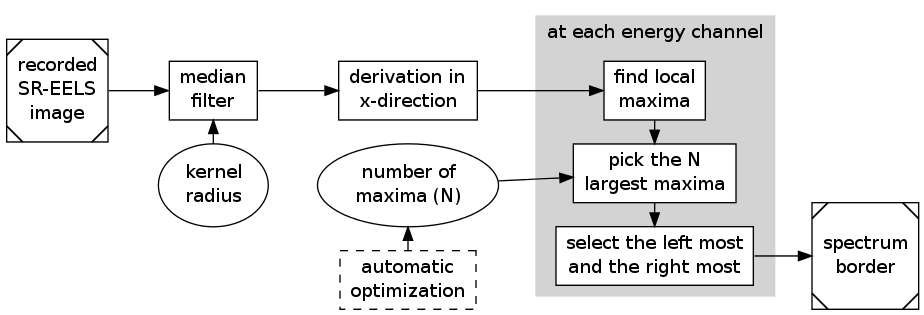 recorded
SR-EELS
image
median
filter
kernel
radius
derivation in
x-direction
number of
maxima (N)
automatic
optimization
at each energy channel
find local
maxima
pick the N
largest maxima
select the left most
and the right most
spectrum
border